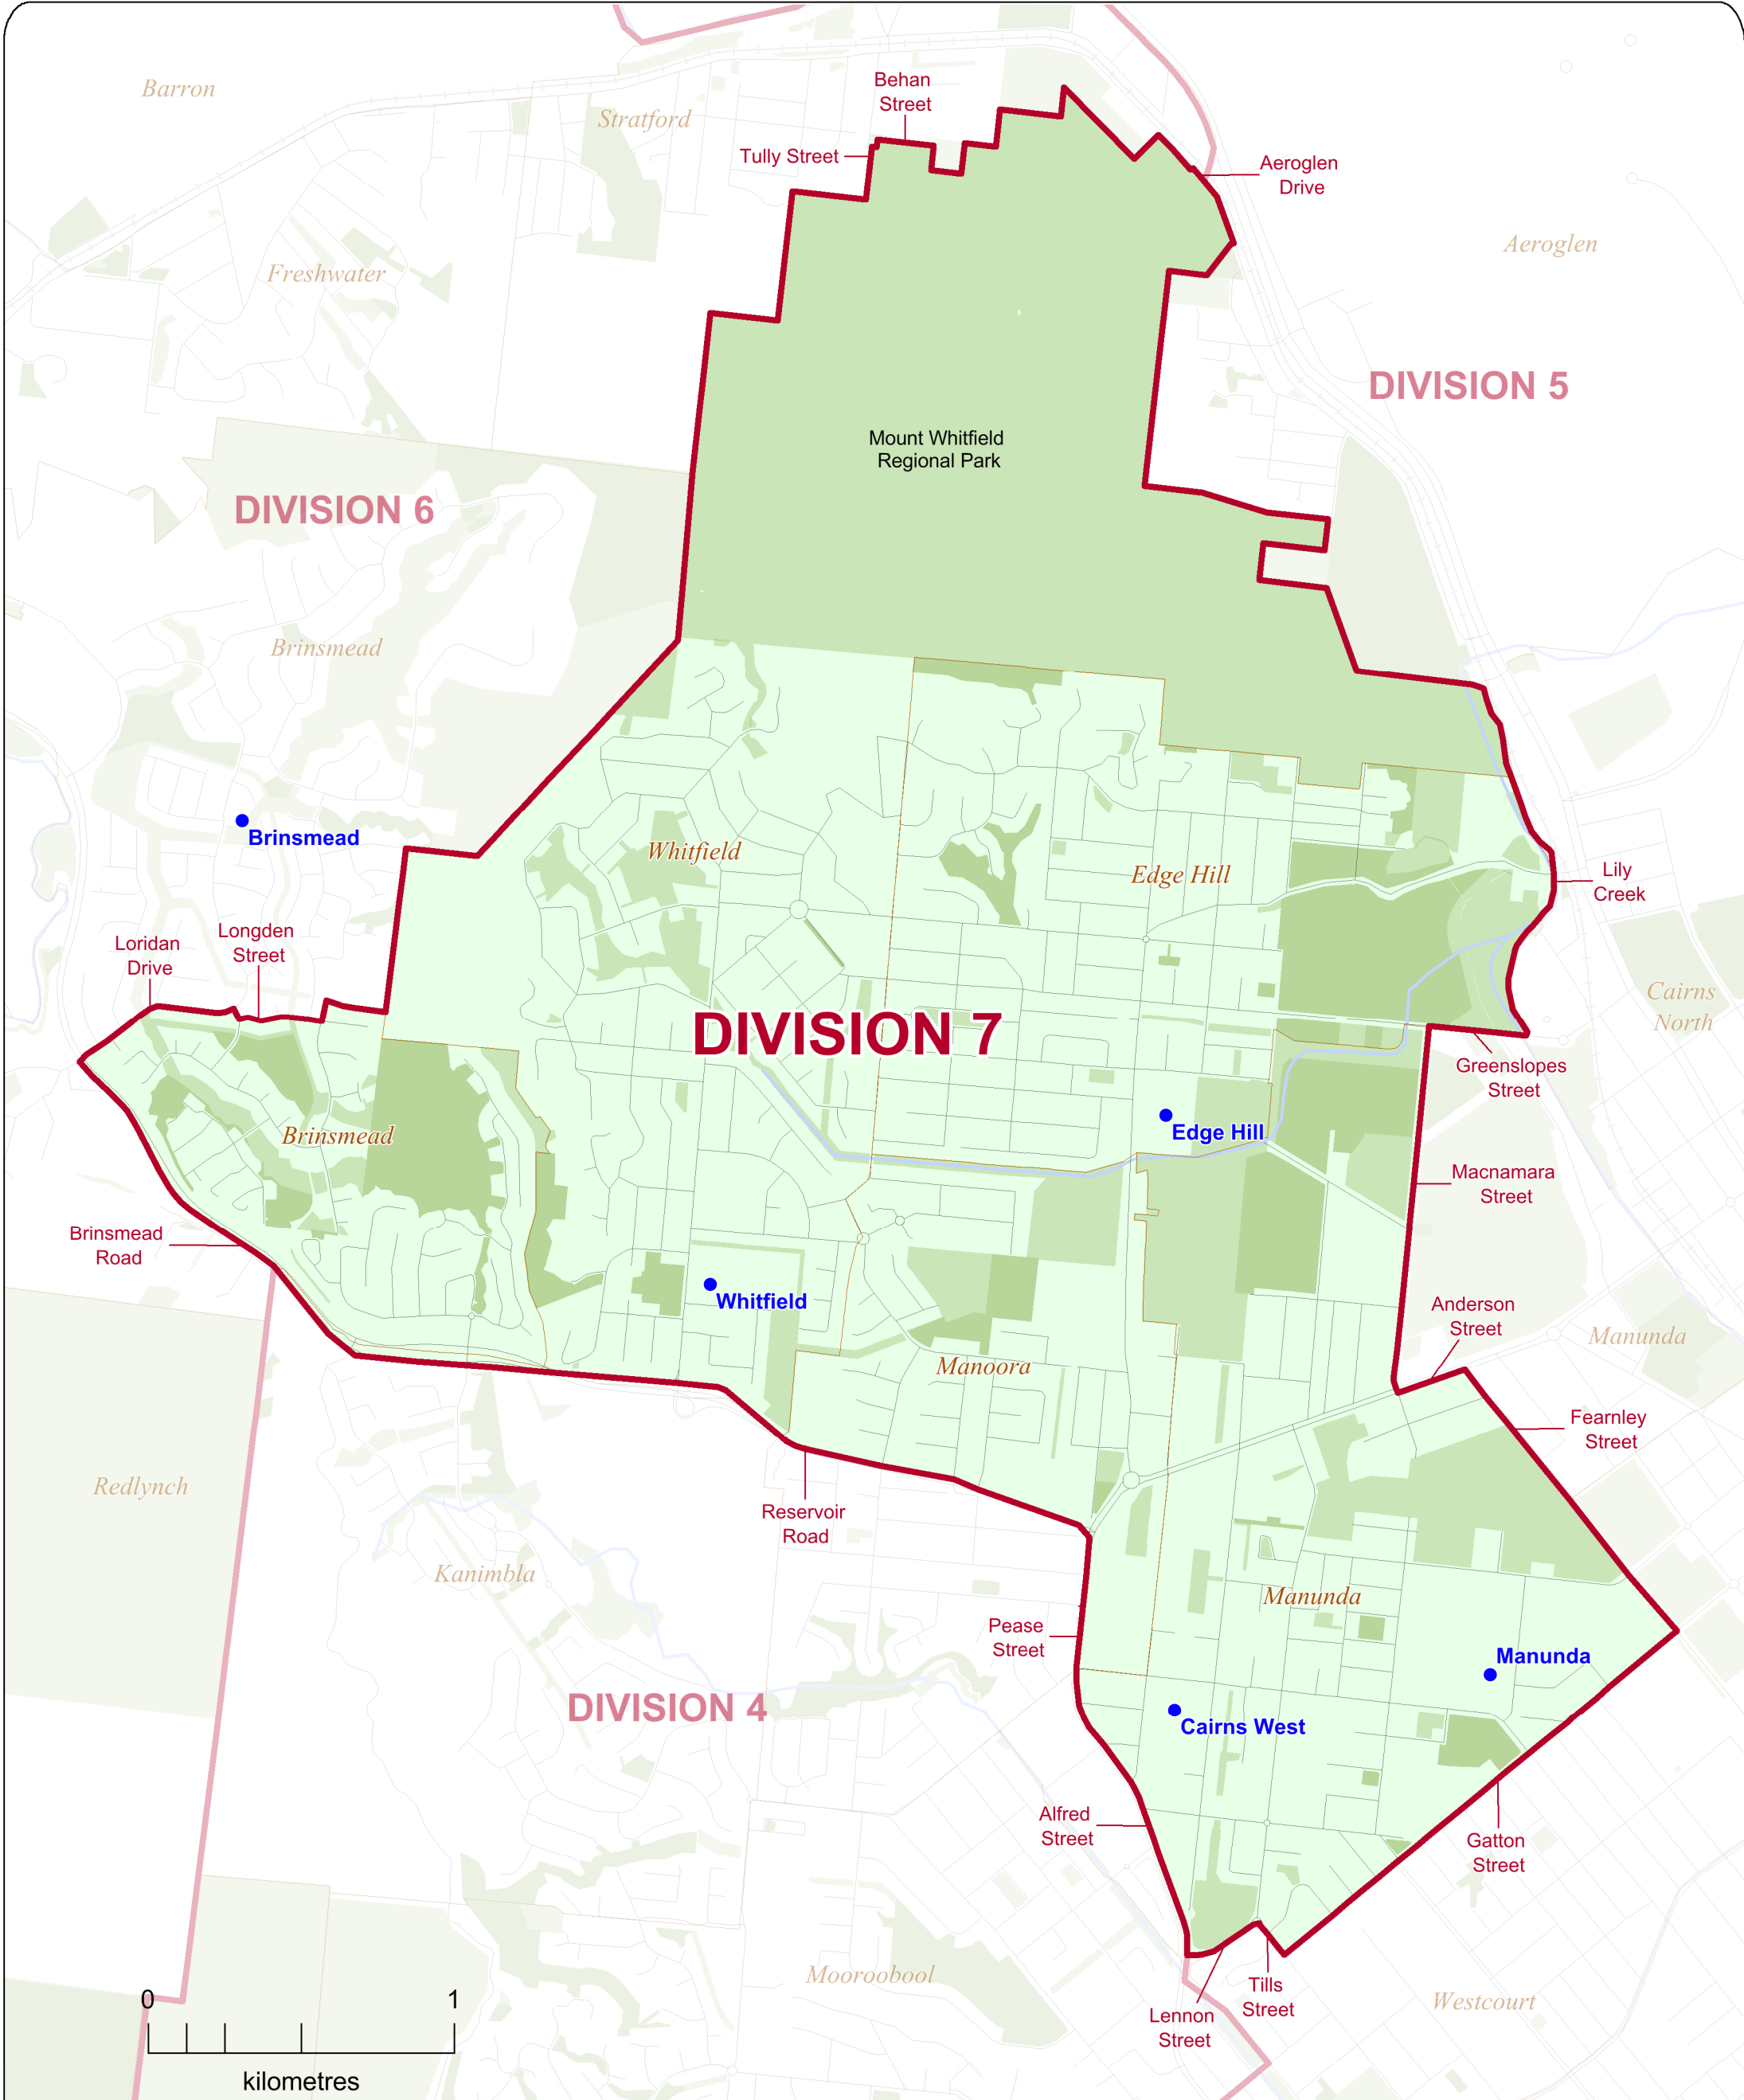 Behan
Street
Barron
Stratford
Tully Street
Aeroglen
Drive
Aeroglen
Freshwater
DIVISION 5
Mount Whitfield
Regional Park
DIVISION 6
Brinsmead
Brinsmead
Whitfield
Edge Hill
Lily
Creek
Longden
Street
Loridan
Drive
Cairns
North
DIVISION 7
Greenslopes
Street
Edge Hill
Brinsmead
Macnamara
Street
Brinsmead
Road
Whitfield
Anderson
Street
Manunda
Manoora
Fearnley
Street
Redlynch
Reservoir
Road
Kanimbla
Manunda
Pease
Street
Manunda
DIVISION 4
Cairns West
Alfred
Street
Gatton
Street
Mooroobool
Tills
Street
Westcourt
Lennon
Street
0 1
kilometres